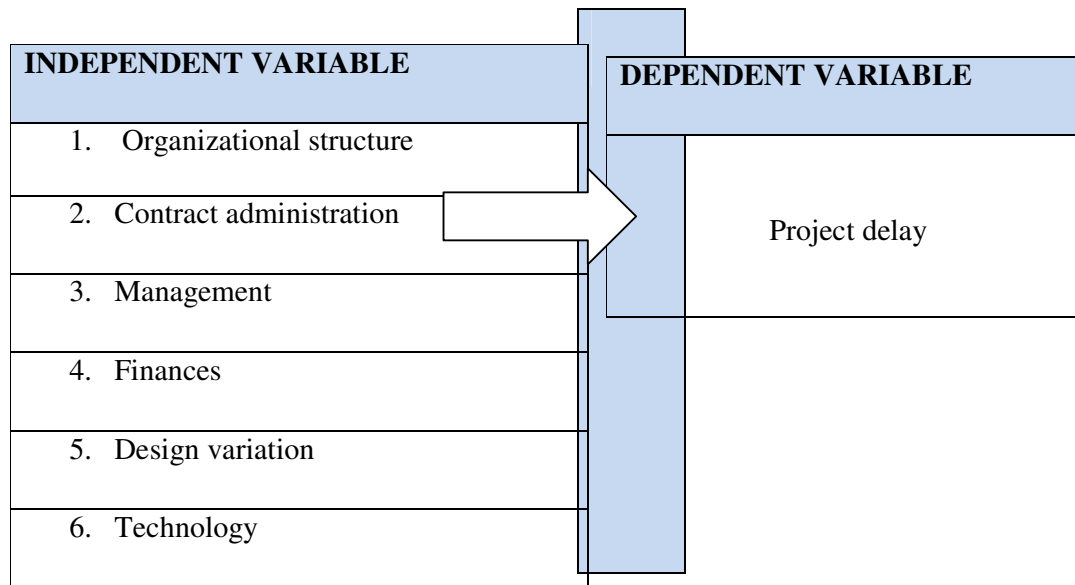 INDEPENDENT VARIABLE
1. Organizational structure
2. Contract administration
3. Management
4. Finances
5. Design variation
6. Technology
DEPENDENT VARIABLE
Project delay